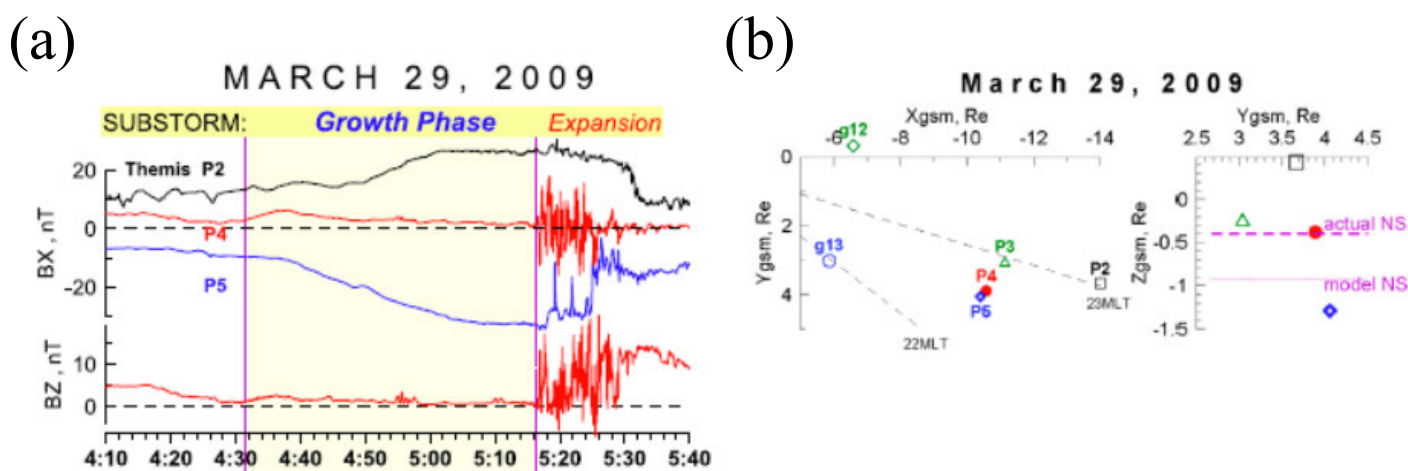 (a)
MARCH 29, 2009
SUBSTORM: Growth Phase Expansion
Themis P2
P4
P5
BX, nT
20
0
-20
BZ, nT
10
0
4:10 4:20 4:30 4:40 4:50 5:00 5:10 5:20 5:30 5:40
(b)
March 29, 2009
Xgsm, Re
-6 -8 -10 -12 -14
g12
Ygsm, Re
0
2
4
g13
P3
P4
P5
P2
23MLT
22MLT
Ygsm, Re
2.5 3 3.5 4 4.5
Zgsm, Re
0
-0.5
-1
-1.5
actual NS
model NS